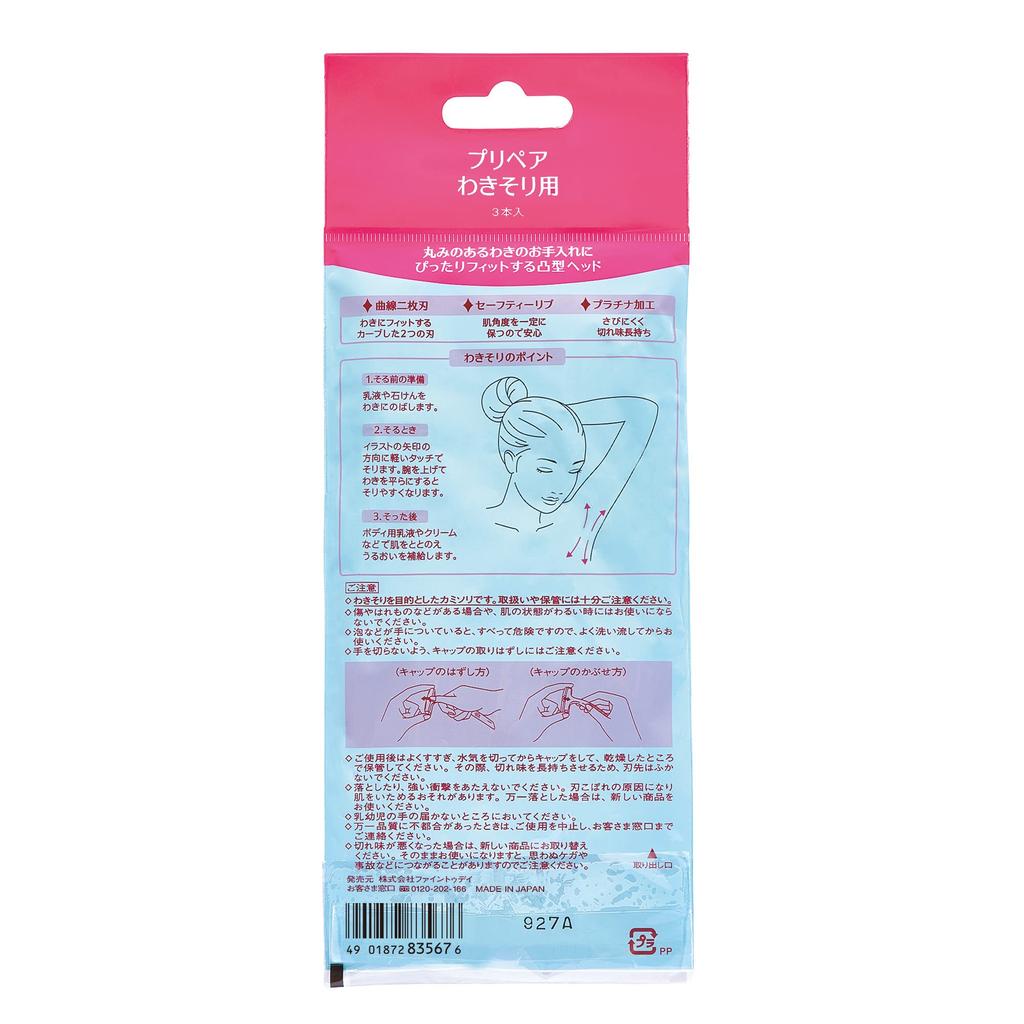 プリペア
わきそり用
3本入
丸みのあるわきのお手入れに
ぴったりフィットする凸型ヘッド
♦曲線二枚刃
わきにフィットする
カーブした2つの刃
♦セーフティーリブ
肌角度を一定に
保つので安心
♦プラチナ加工
さびにくく
切れ味長持ち
わきそりのポイント
1.そる前の準備
乳液や石けんを
わきにのばします。
2.そるとき
イラストの矢印の
方向に軽いタッチで
そります。腕を上げて
わきを平らにすると
そりやすくなります。
3.そった後
ボディ用乳液やクリーム
などで肌をととのえ
うるおいを補給します。
ご注意
◇わきそりを目的としたカミソリです。取扱いや保管には十分ご注意ください。
◇傷やはれものなどがある場合や、肌の状態がわるい時にはお使いになら
ないでください。
◇泡などが手についていると、すべって危険ですので、よく洗い流してからお
使いください。
◇手を切らないよう、キャップの取りはずしにはご注意ください。
(キャップのはずし方)
(キャップのかぶせ方)
◇ご使用後はよくすすぎ、水気を切ってからキャップをして、乾燥したところ
で保管してください。その際、切れ味を長持ちさせるため、刃先はふか
ないでください。
◇落としたり、強い衝撃をあたえないでください。刃こぼれの原因になり
肌をいためるおそれがあります。万一落とした場合は、新しい商品を
お使いください。
◇乳幼児の手の届かないところにおいてください。
◇万一品質に不都合があったときは、ご使用を中止し、お客さま窓口まで
ご連絡ください。
◇切れ味が悪くなった場合は、新しい商品にお取り替え
ください。そのままお使いになりますと、思わぬケガや
事故などにつながることがありますのでご注意ください。
取り出し口
発売元 株式会社ファイントゥデイ
お客さま窓口 0120-202-166 MADE IN JAPAN
927A
49 01872 83567 6
プラ
PP